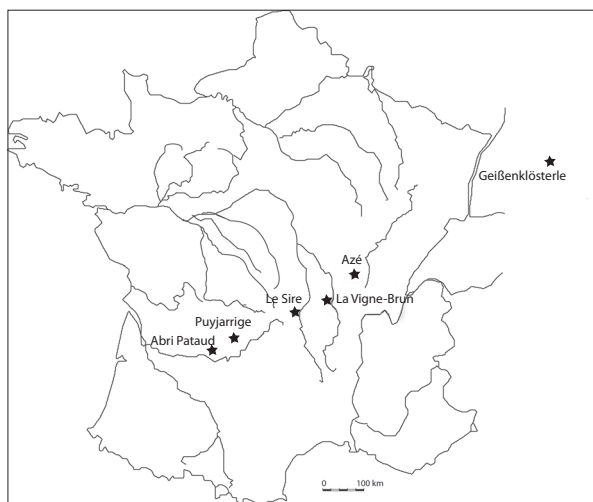 Geißenklösterle
Azé
Le Sire
La Vigne-Brun
Puyjarrige
Abri Pataud
0 100 km